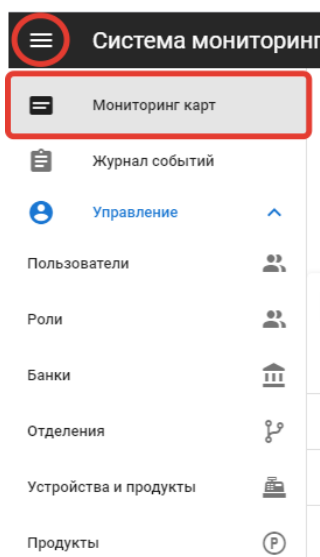 Система мониторинг
Мониторинг карт
Журнал событий
Управление
Пользователи
Роли
Банки
Отделения
Устройства и продукты
Продукты
P